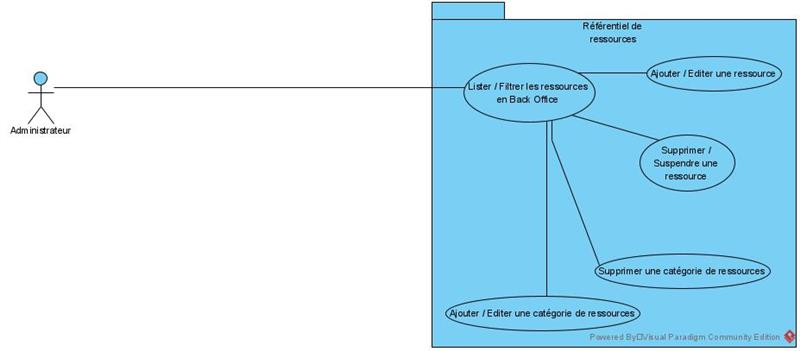 Référentiel de
ressources
Lister / Filtrer les ressources
en Back Office
Ajouter / Editer une ressource
Administrateur
Supprimer /
Suspendre une
ressource
Supprimer une catégorie de ressources
Ajouter / Editer une catégorie de ressources
Powered By□Visual Paradigm Community Edition